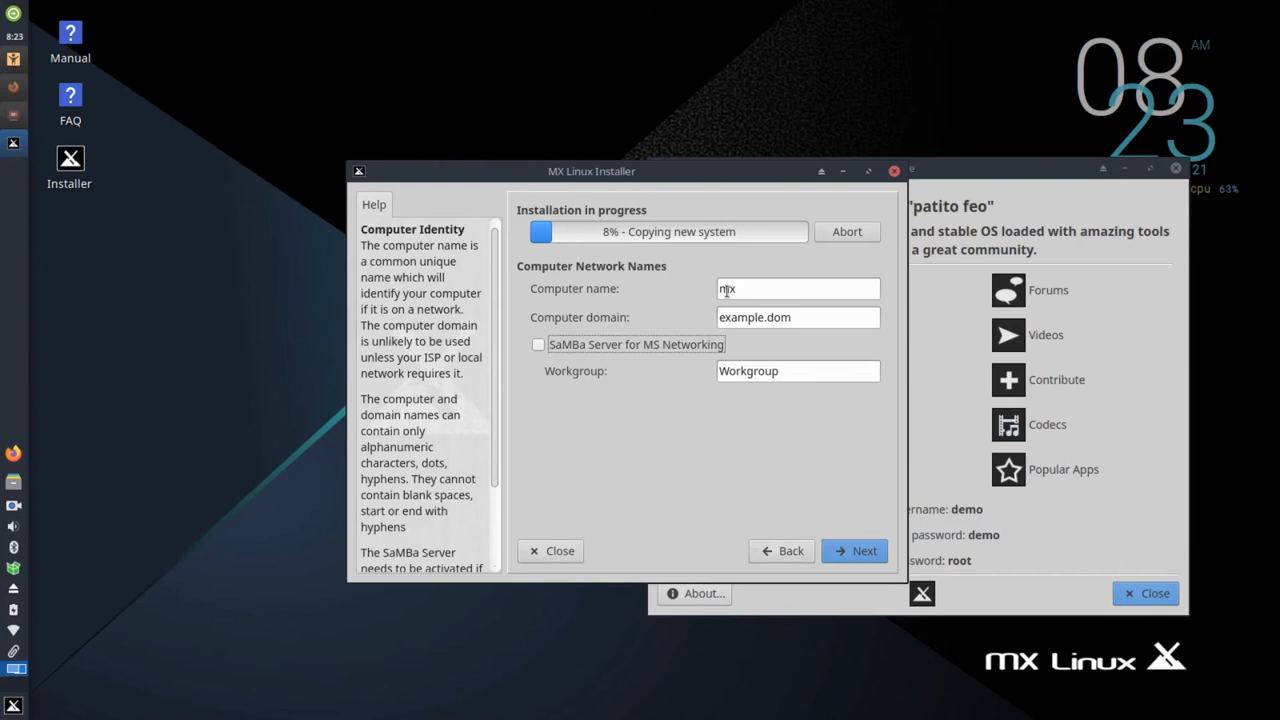 8:23
Manual
FAQ
Installer
08
AM
23
21
cpu 63%
MX Linux Installer
Help
Computer Identity
The computer name is
a common unique
name which will
identify your computer
if it is on a network.
The computer domain
is unlikely to be used
unless your ISP or local
network requires it.
The computer and
domain names can
contain only
alphanumeric
characters, dots,
hyphens. They cannot
contain blank spaces,
start or end with
hyphens
The SaMBa Server
needs to be activated if
Installation in progress
8% - Copying new system
Abort
Computer Network Names
Computer name:
mx
Computer domain:
example.dom
SaMBa Server for MS Networking
Workgroup:
Workgroup
Close
Back
Next
e
"patito feo"
and stable OS loaded with amazing tools
a great community.
Forums
Videos
Contribute
Codecs
Popular Apps
ername: demo
password: demo
sword: root
About...
Close
MX Linux